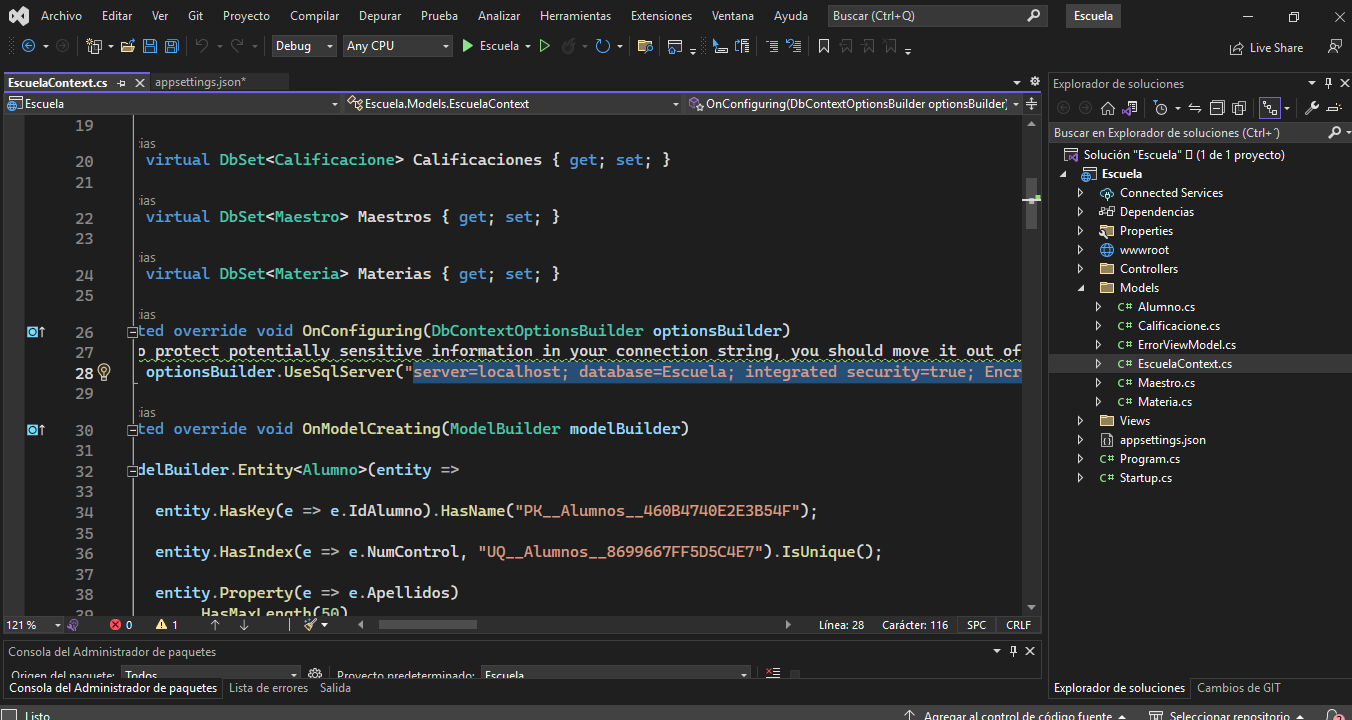 Archivo Editar Ver Git Proyecto Compilar Depurar Prueba Analizar Herramientas Extensiones Ventana Ayuda Buscar (Ctrl+Q) Escuela
Debug Any CPU Escuela Live Share
EscuelaContext.cs appsettings.json*
Escuela Escuela.Models.EscuelaContext OnConfiguring(DbContextOptionsBuilder optionsBuilder)
19
ias
20 virtual DbSet<Calificacione> Calificaciones { get; set; }
21
ias
22 virtual DbSet<Maestro> Maestros { get; set; }
23
ias
24 virtual DbSet<Materia> Materias { get; set; }
25
ias
26 ted override void OnConfiguring(DbContextOptionsBuilder optionsBuilder)
27 o protect potentially sensitive information in your connection string, you should move it out of
28 optionsBuilder.UseSqlServer("server=localhost; database=Escuela; integrated security=true; Encr
29
ias
30 ted override void OnModelCreating(ModelBuilder modelBuilder)
31
32 delBuilder.Entity<Alumno>(entity =>
33
34 entity.HasKey(e => e.IdAlumno).HasName("PK__Alumnos__460B4740E2E3B54F");
35
36 entity.HasIndex(e => e.NumControl, "UQ__Alumnos__8699667FF5D5C4E7").IsUnique();
37
38 entity.Property(e => e.Apellidos)
39 .HasMaxLength(50)
121 % 0 1 Línea: 28 Carácter: 116 SPC CRLF
Consola del Administrador de paquetes
Origen del paquete: Todos Proyecto predeterminado: Escuela
Consola del Administrador de paquetes Lista de errores Salida
Explorador de soluciones
Buscar en Explorador de soluciones (Ctrl+´)
Solución "Escuela" (1 de 1 proyecto)
Escuela
Connected Services
Dependencias
Properties
wwwroot
Controllers
Models
C# Alumno.cs
C# Calificacione.cs
C# ErrorViewModel.cs
C# EscuelaContext.cs
C# Maestro.cs
C# Materia.cs
Views
appsettings.json
C# Program.cs
C# Startup.cs
Explorador de soluciones Cambios de GIT
Listo Agregar al control de código fuente Seleccionar repositorio